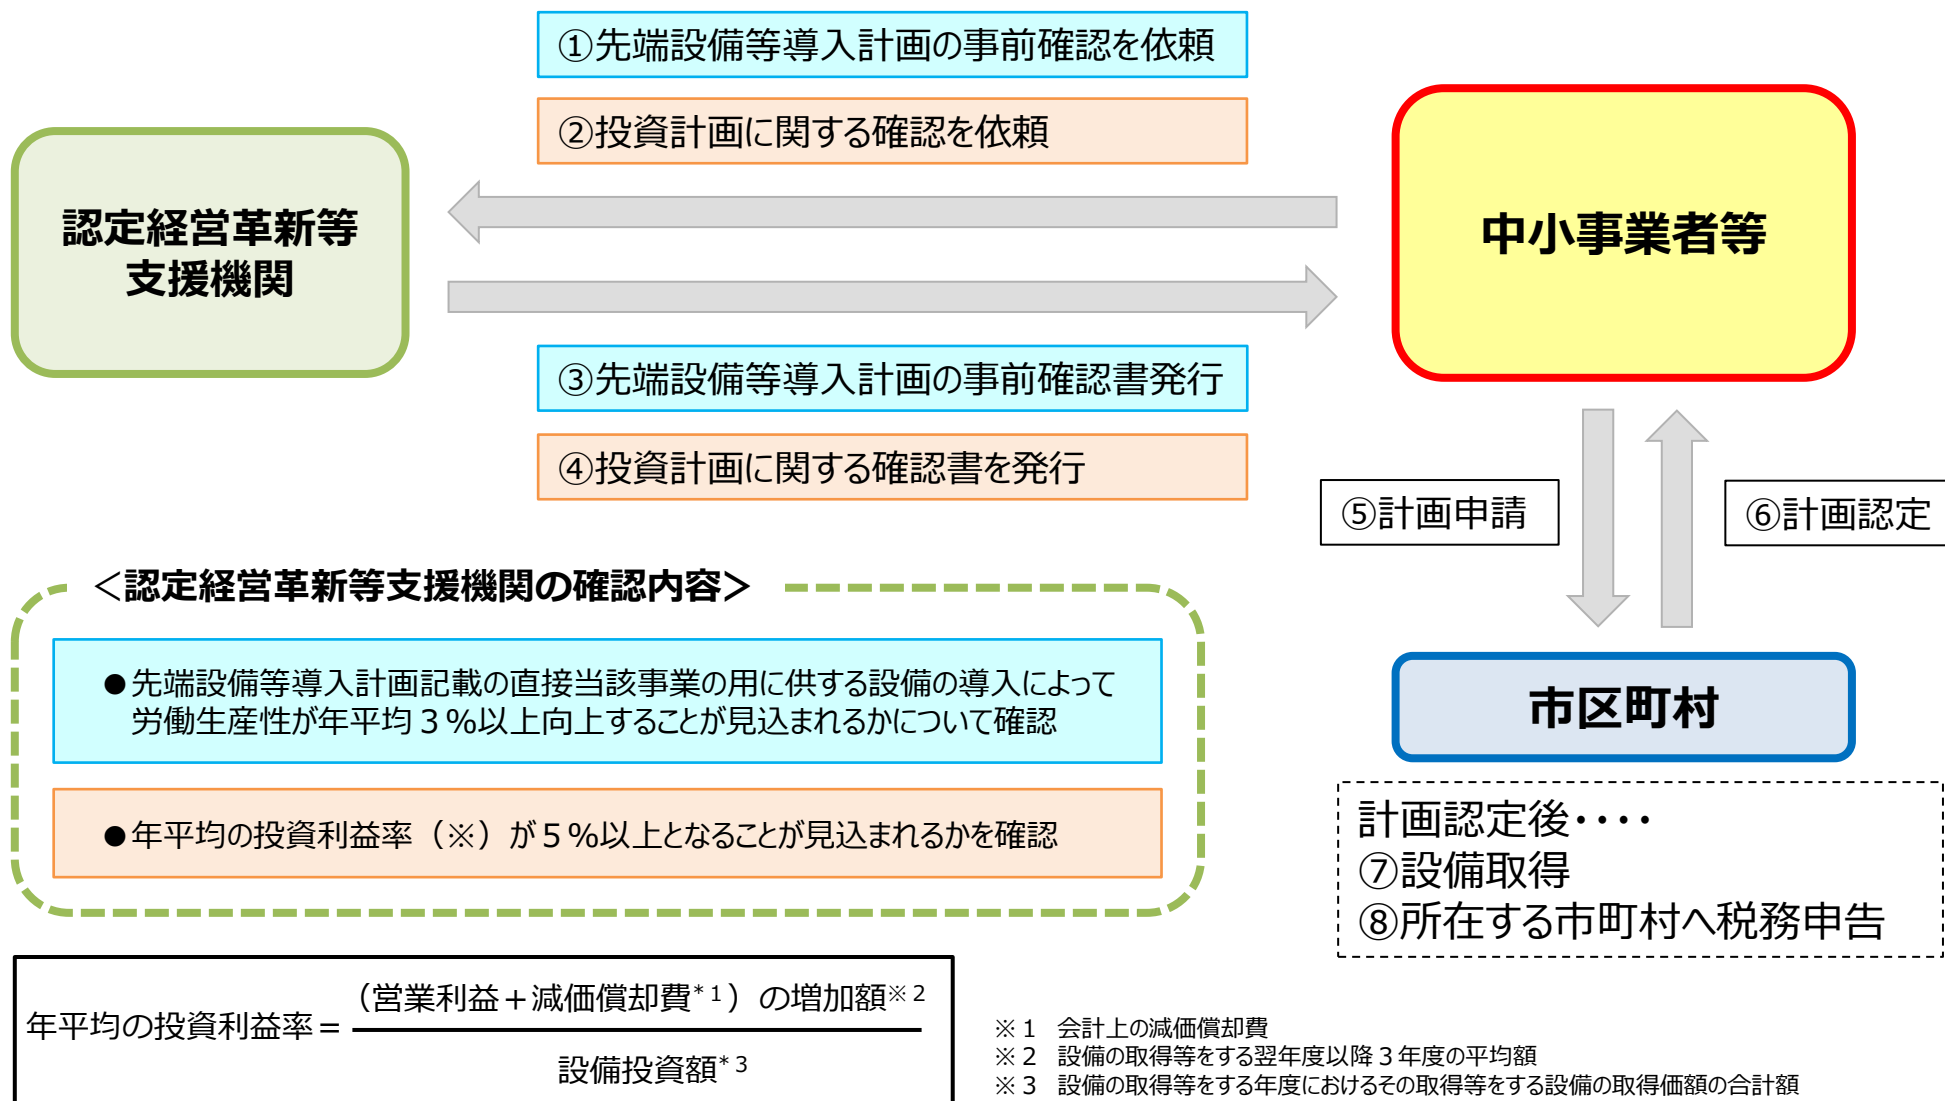 ①先端設備等導入計画の事前確認を依頼
②投資計画に関する確認を依頼
認定経営革新等
支援機関
中小事業者等
③先端設備等導入計画の事前確認書発行
④投資計画に関する確認書を発行
⑤計画申請
⑥計画認定
＜認定経営革新等支援機関の確認内容＞
●先端設備等導入計画記載の直接当該事業の用に供する設備の導入によって
労働生産性が年平均３％以上向上することが見込まれるかについて確認
●年平均の投資利益率（※）が５％以上となることが見込まれるかを確認
市区町村
計画認定後・・・・
⑦設備取得
⑧所在する市町村へ税務申告
年平均の投資利益率＝
（営業利益＋減価償却費*1）の増加額※2
設備投資額*3
※１　会計上の減価償却費
※２　設備の取得等をする翌年度以降３年度の平均額
※３　設備の取得等をする年度におけるその取得等をする設備の取得価額の合計額